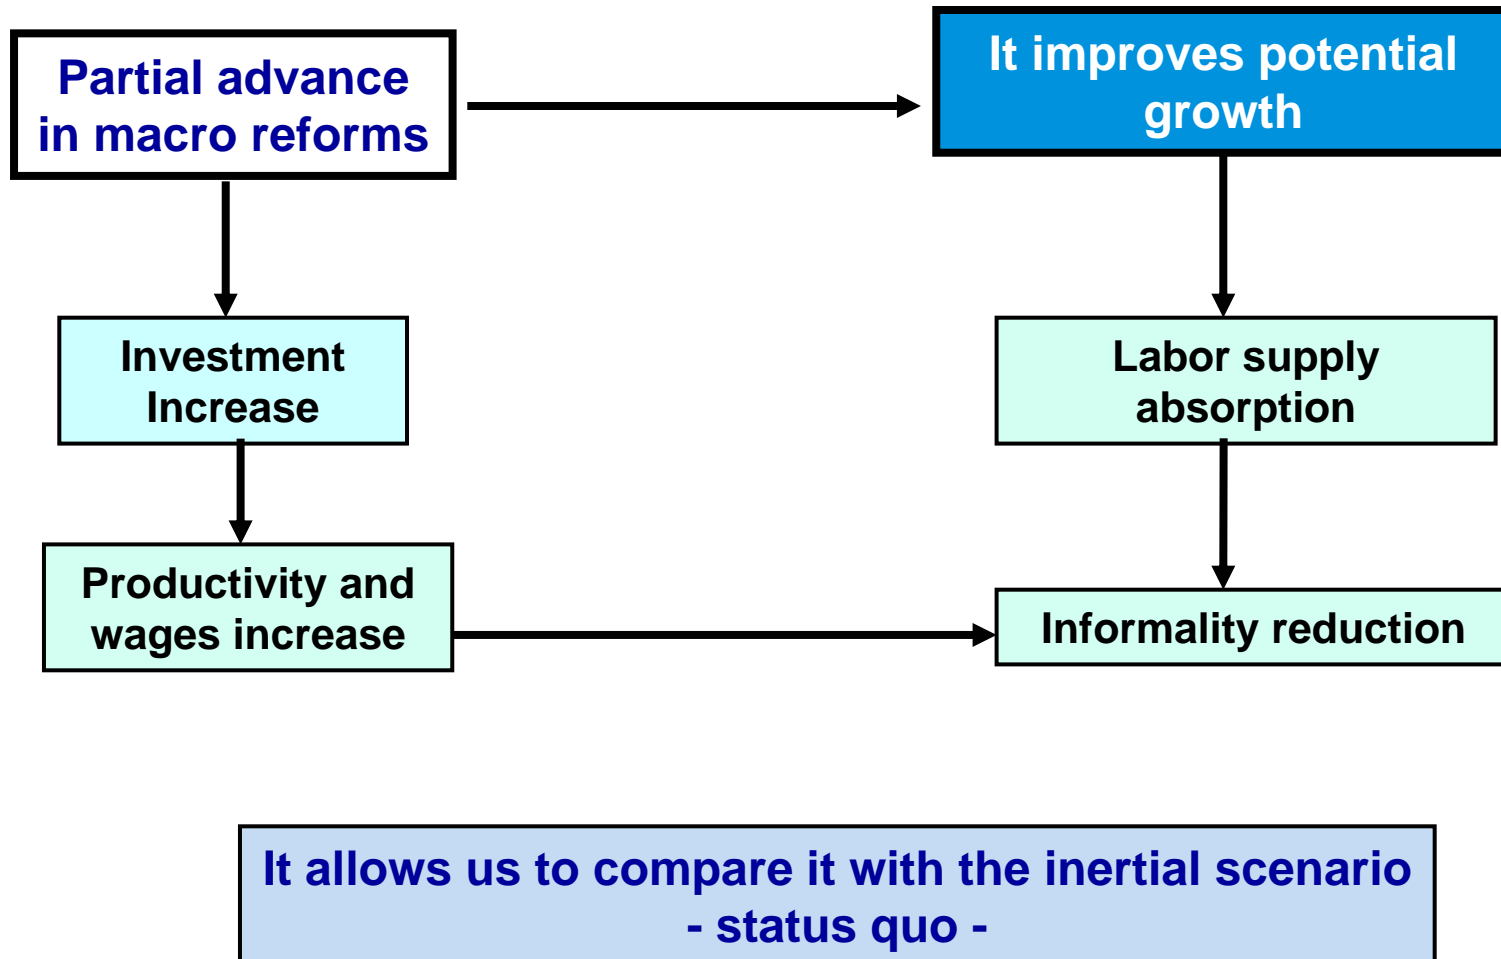 Partial advance
in macro reforms
It improves potential
growth
Investment
Increase
Labor supply
absorption
Productivity and
wages increase
Informality reduction
It allows us to compare it with the inertial scenario
- status quo -